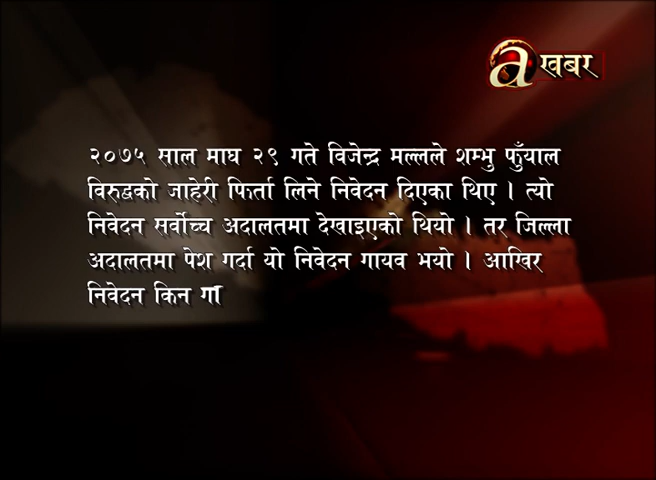 a खबर
२०७५ साल माघ २९ गते विजेन्द्र मल्लले शम्भु फुँयाल
विरुद्धको जाहेरी फिर्ता लिने निवेदन दिएका थिए । त्यो
निवेदन सर्वोच्च अदालतमा देखाइएको थियो । तर जिल्ला
अदालतमा पेश गर्दा यो निवेदन गायव भयो । आखिर
निवेदन किन गा